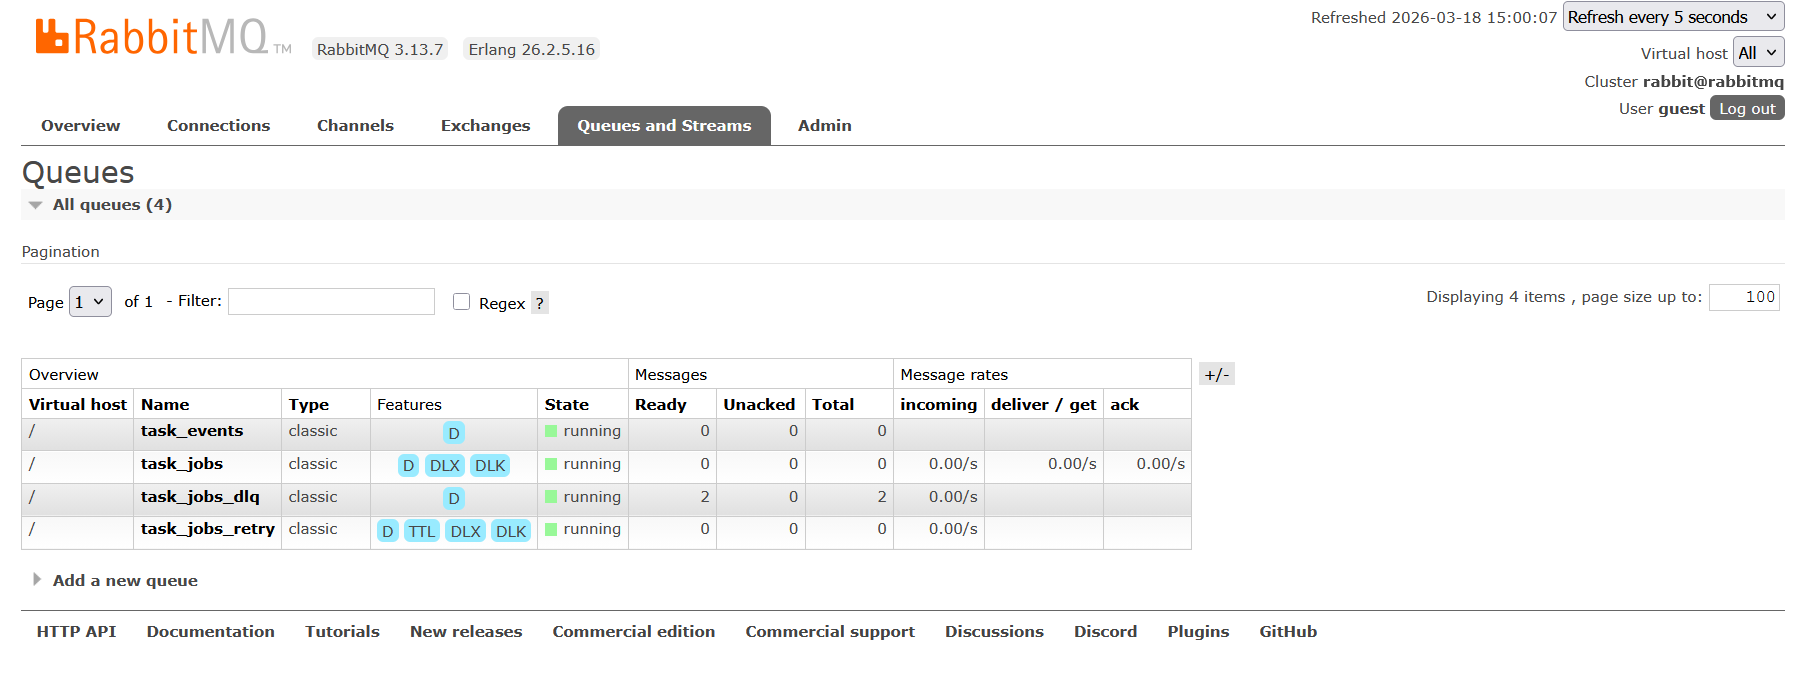 Refreshed 2026-03-18 15:00:07 Refresh every 5 seconds
RabbitMQ TM RabbitMQ 3.13.7 Erlang 26.2.5.16
Virtual host All
Cluster rabbit@rabbitmq
User guest Log out
Overview Connections Channels Exchanges Queues and Streams Admin
Queues
All queues (4)
Pagination
Page 1 of 1 - Filter: Regex ? Displaying 4 items , page size up to: 100
Overview Messages Message rates +/-
Virtual host Name Type Features State Ready Unacked Total incoming deliver / get ack
/ task_events classic D running 0 0 0
/ task_jobs classic D DLX DLK running 0 0 0 0.00/s 0.00/s 0.00/s
/ task_jobs_dlq classic D running 2 0 2 0.00/s
/ task_jobs_retry classic D TTL DLX DLK running 0 0 0 0.00/s
Add a new queue
HTTP API Documentation Tutorials New releases Commercial edition Commercial support Discussions Discord Plugins GitHub